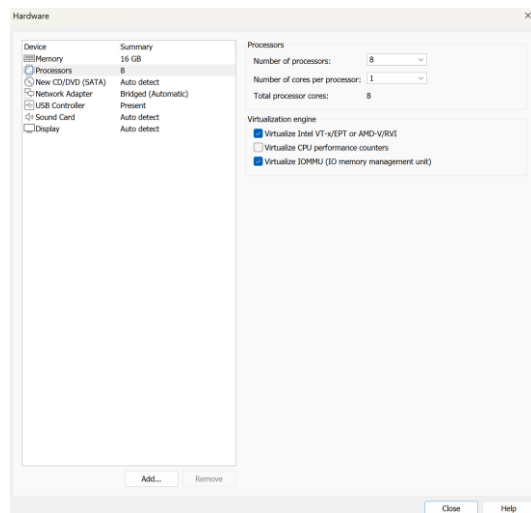 Hardware
Device Summary
Memory 16 GB
Processors 8
New CD/DVD (SATA) Auto detect
Network Adapter Bridged (Automatic)
USB Controller Present
Sound Card Auto detect
Display Auto detect
Add... Remove
Processors
Number of processors: 8
Number of cores per processor: 1
Total processor cores: 8
Virtualization engine
Virtualize Intel VT-x/EPT or AMD-V/RVI
Virtualize CPU performance counters
Virtualize IOMMU (IO memory management unit)
Close Help